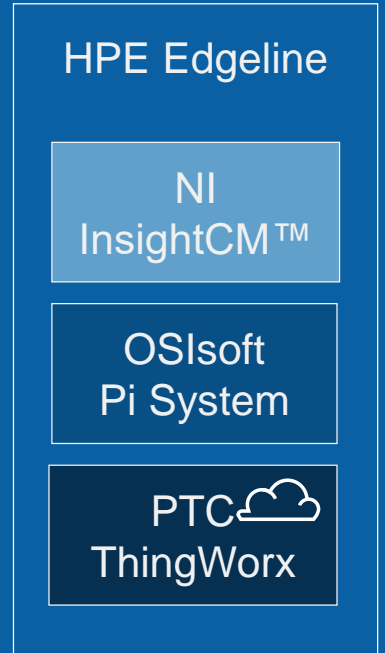 HPE Edgeline
NI
InsightCM™
OSIsoft
Pi System
PTC
ThingWorx